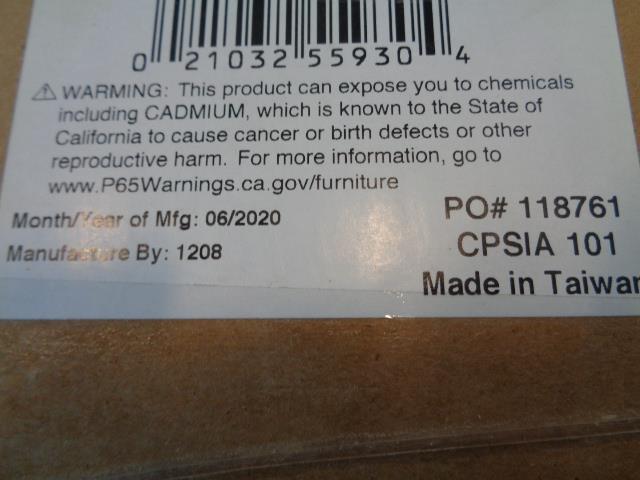 0 21032 55930 4
⚠ WARNING: This product can expose you to chemicals
including CADMIUM, which is known to the State of
California to cause cancer or birth defects or other
reproductive harm. For more information, go to
www.P65Warnings.ca.gov/furniture
Month/Year of Mfg: 06/2020
Manufacture By: 1208
PO# 118761
CPSIA 101
Made in Taiwan